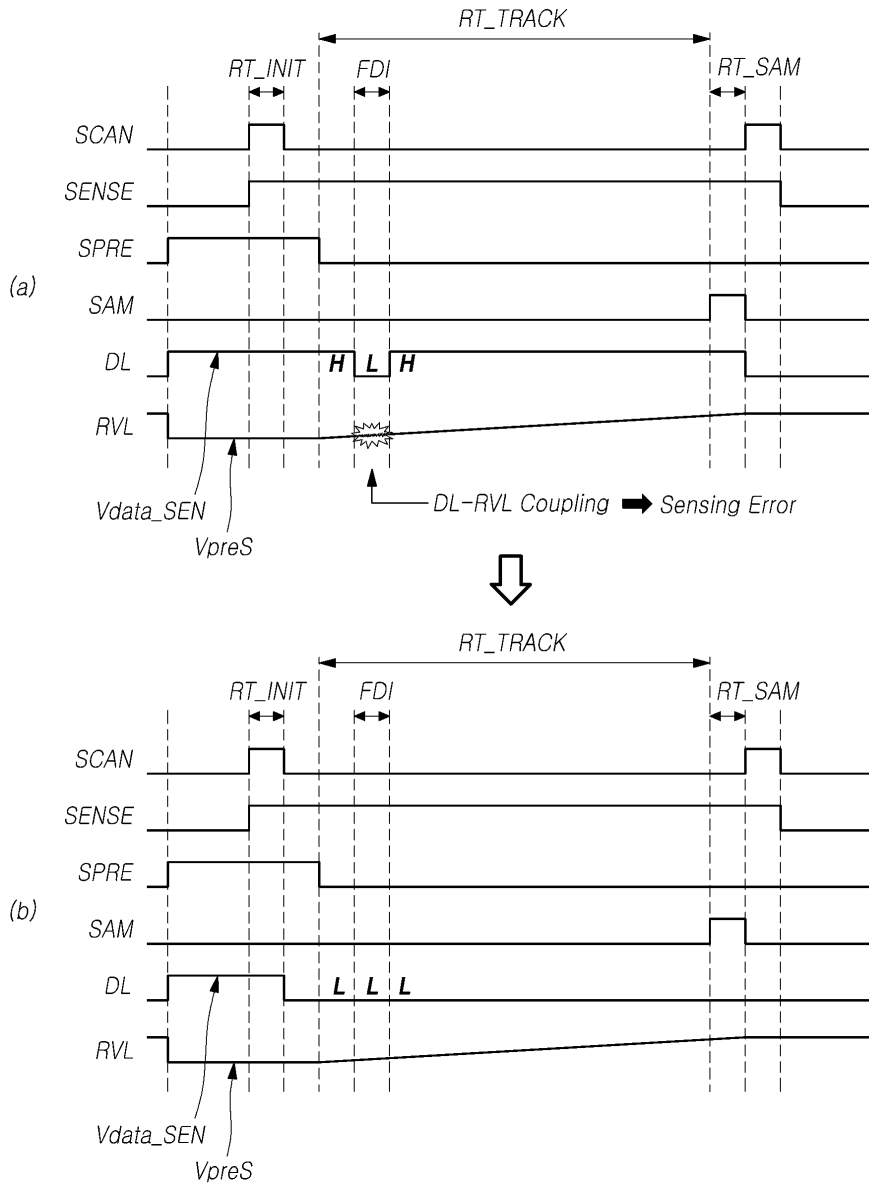 RT_TRACK
RT_INIT FDI RT_SAM
SCAN
SENSE
SPRE
(a)
SAM
DL H L H
RVL
Vdata_SEN DL-RVL Coupling ➡ Sensing Error
VpreS
RT_TRACK
RT_INIT FDI RT_SAM
SCAN
SENSE
SPRE
(b)
SAM
DL L L L
RVL
Vdata_SEN
VpreS